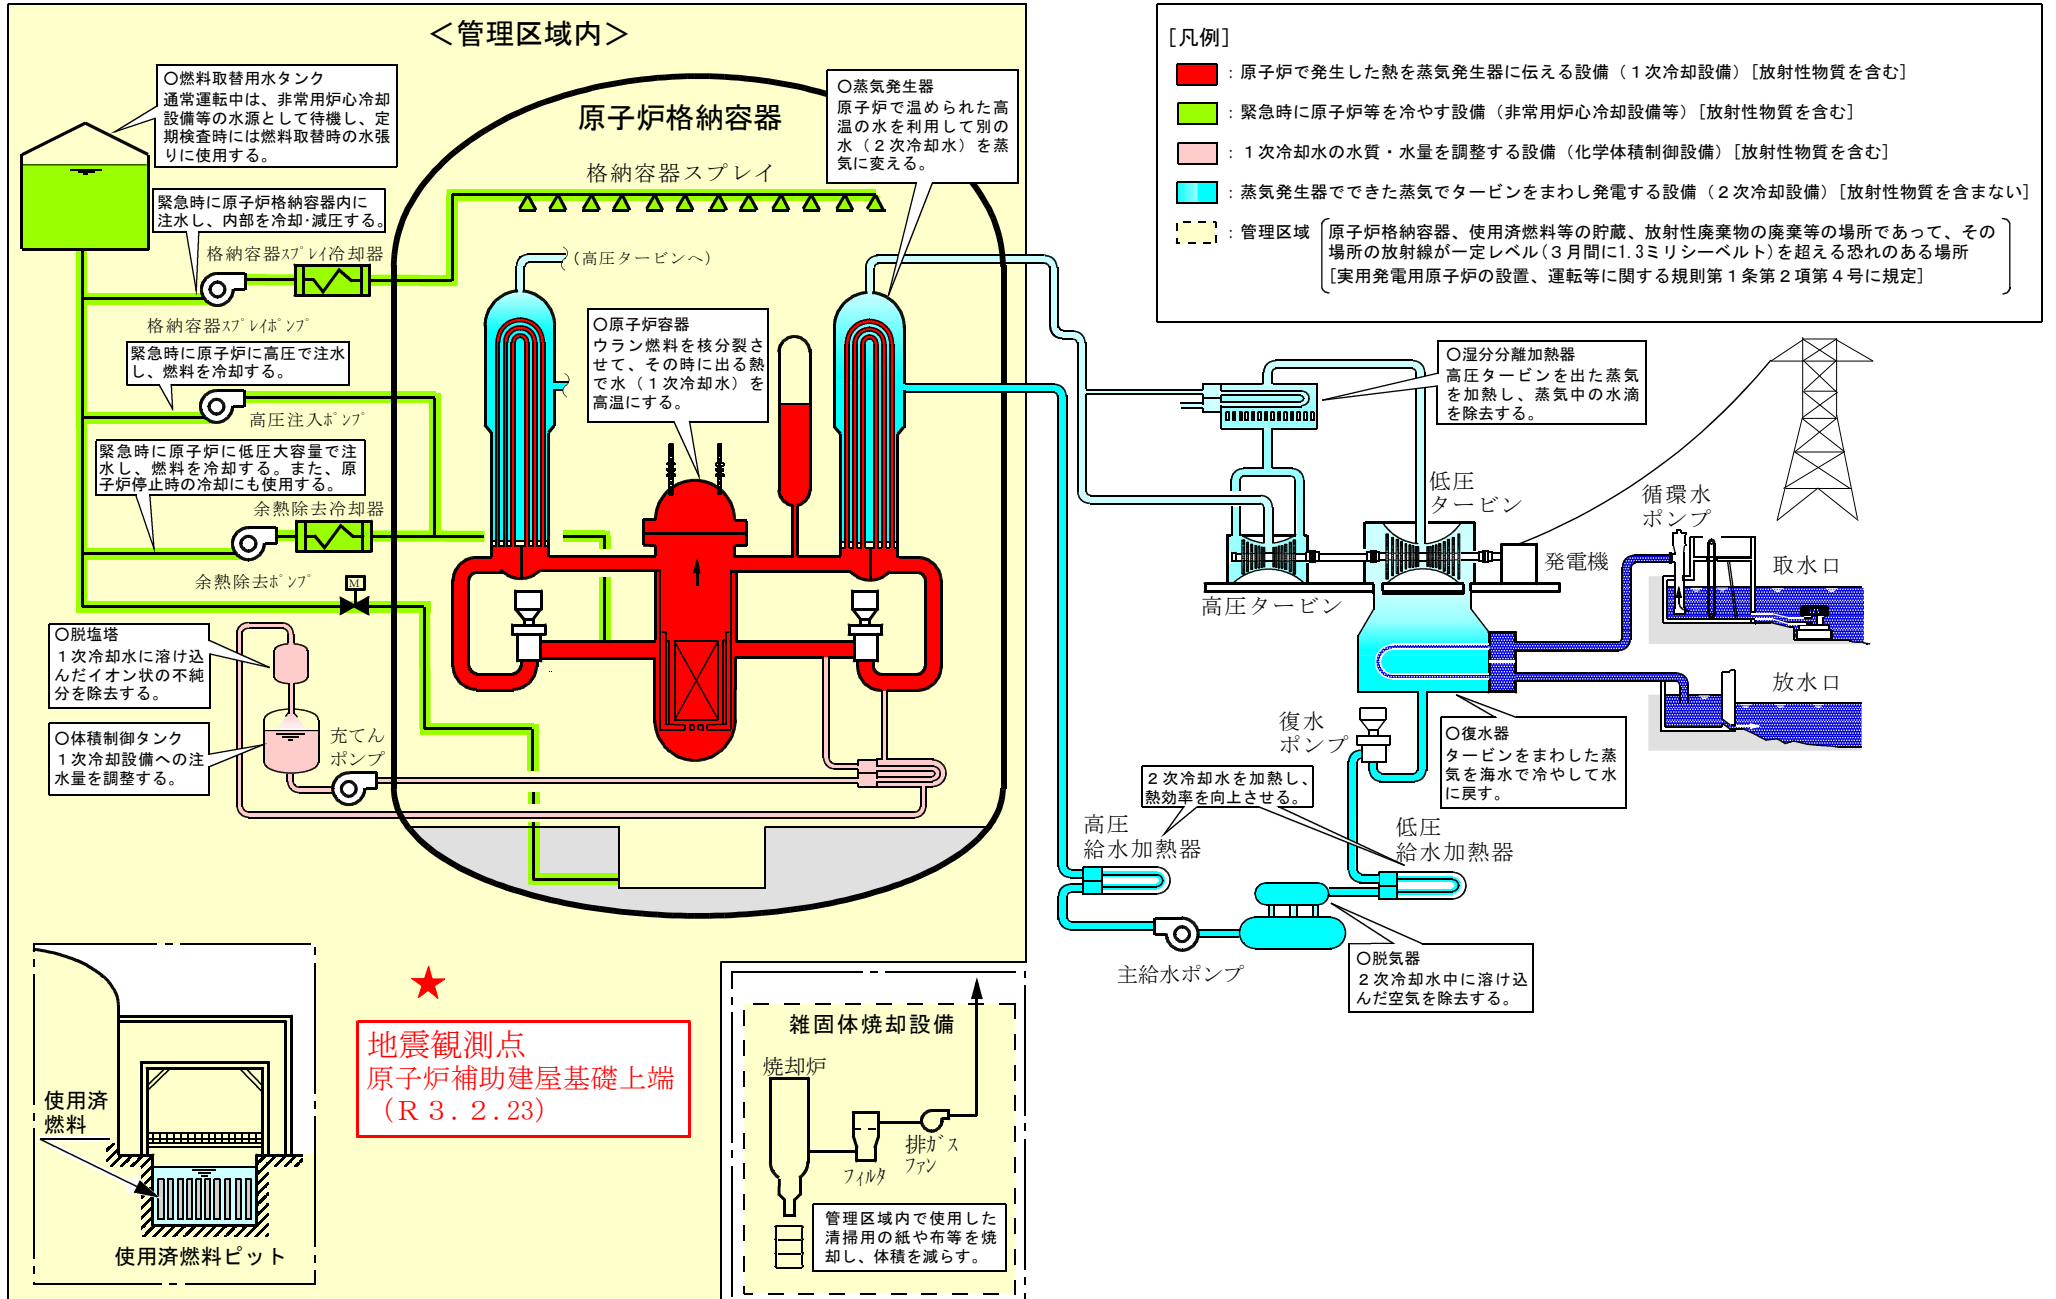 ＜管理区域内＞
○燃料取替用水タンク
通常運転中は、非常用炉心冷却
設備等の水源として待機し、定
期検査時には燃料取替時の水張
りに使用する。
緊急時に原子炉格納容器内に
注水し、内部を冷却･減圧する。
格納容器ｽﾌﾟﾚｲ冷却器
格納容器ｽﾌﾟﾚｲﾎﾟﾝﾌﾟ
緊急時に原子炉に高圧で注水
し、燃料を冷却する。
高圧注入ﾎﾟﾝﾌﾟ
緊急時に原子炉に低圧大容量で注
水し、燃料を冷却する。また、原
子炉停止時の冷却にも使用する。
余熱除去冷却器
余熱除去ﾎﾟﾝﾌﾟ
M
○脱塩塔
１次冷却水に溶け込
んだイオン状の不純
分を除去する。
○体積制御タンク
１次冷却設備への注
水量を調整する。
充てん
ポンプ
原子炉格納容器
格納容器スプレイ
○蒸気発生器
原子炉で温められた高
温の水を利用して別の
水（２次冷却水）を蒸
気に変える。
（高圧タービンへ）
○原子炉容器
ウラン燃料を核分裂さ
せて、その時に出る熱
で水（１次冷却水）を
高温にする。
[凡例]
：原子炉で発生した熱を蒸気発生器に伝える設備（１次冷却設備）[放射性物質を含む]
：緊急時に原子炉等を冷やす設備（非常用炉心冷却設備等）[放射性物質を含む]
：１次冷却水の水質・水量を調整する設備（化学体積制御設備）[放射性物質を含む]
：蒸気発生器でできた蒸気でタービンをまわし発電する設備（２次冷却設備）[放射性物質を含まない]
：管理区域
原子炉格納容器、使用済燃料等の貯蔵、放射性廃棄物の廃棄等の場所であって、その
場所の放射線が一定レベル(３月間に1.3ミリシーベルト)を超える恐れのある場所
[実用発電用原子炉の設置、運転等に関する規則第１条第２項第４号に規定]
○湿分分離加熱器
高圧タービンを出た蒸気
を加熱し、蒸気中の水滴
を除去する。
低圧
タービン
高圧タービン
発電機
循環水
ポンプ
取水口
放水口
復水
ポンプ
○復水器
タービンをまわした蒸
気を海水で冷やして水
に戻す。
２次冷却水を加熱し、
熱効率を向上させる。
高圧
給水加熱器
低圧
給水加熱器
主給水ポンプ
○脱気器
２次冷却水中に溶け込
んだ空気を除去する。
使用済
燃料
使用済燃料ピット
★
地震観測点
原子炉補助建屋基礎上端
（Ｒ３.２.23）
雑固体焼却設備
焼却炉
フィルタ
排ｶﾞｽ
ﾌｧﾝ
管理区域内で使用した
清掃用の紙や布等を焼
却し、体積を減らす。